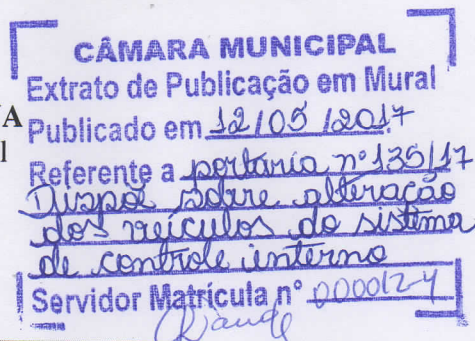 CÂMARA MUNICIPAL
Extrato de Publicação em Mural
VA
l
Publicado em 12/05/2017
Referente a portaria nº 135/17
Dispõe sobre alteração
dos veículos do sistema
de controle interno
Servidor Matrícula nº 000012-4